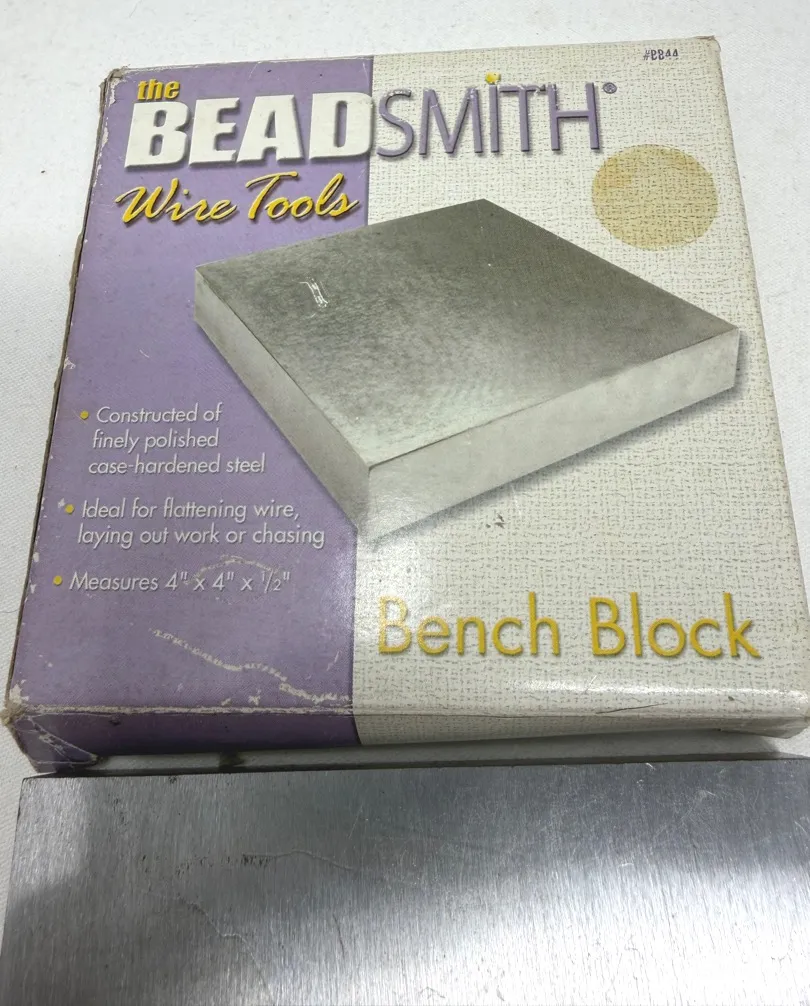 #8844
the
BEADSMITH®
Wire Tools
• Constructed of
finely polished
case-hardened steel
• Ideal for flattening wire,
laying out work or chasing
• Measures 4" x 4" x 1/2"
Bench Block